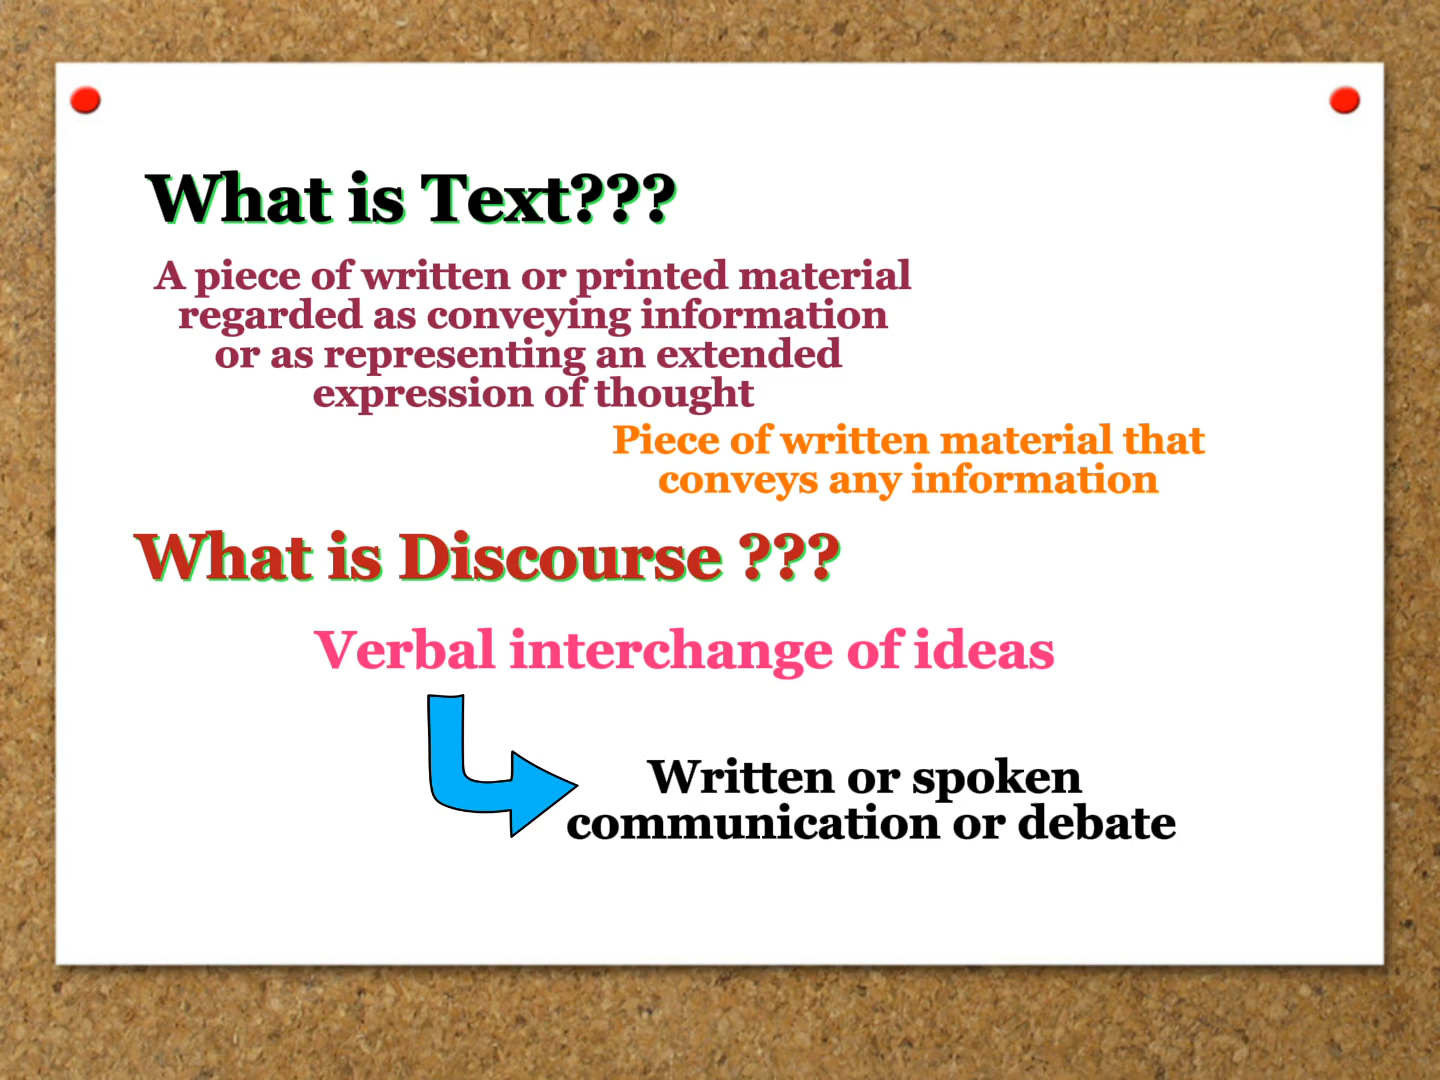 What is Text???
A piece of written or printed material
regarded as conveying information
or as representing an extended
expression of thought
Piece of written material that
conveys any information
What is Discourse ???
Verbal interchange of ideas
Written or spoken
communication or debate